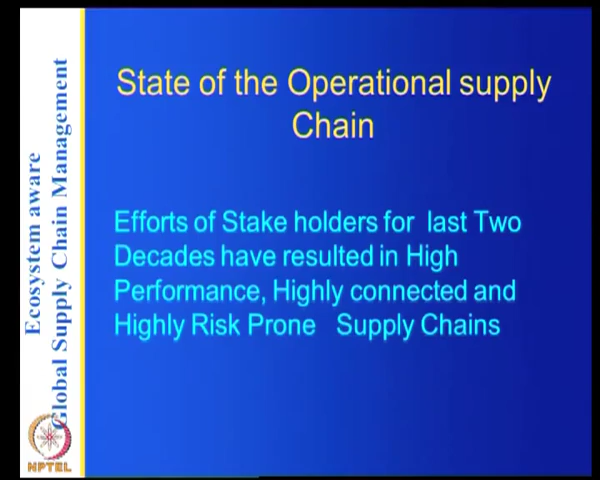 State of the Operational supply
Chain
Efforts of Stake holders for last Two
Decades have resulted in High
Performance, Highly connected and
Highly Risk Prone Supply Chains
Ecosystem aware
Global Supply Chain Management
NPTEL